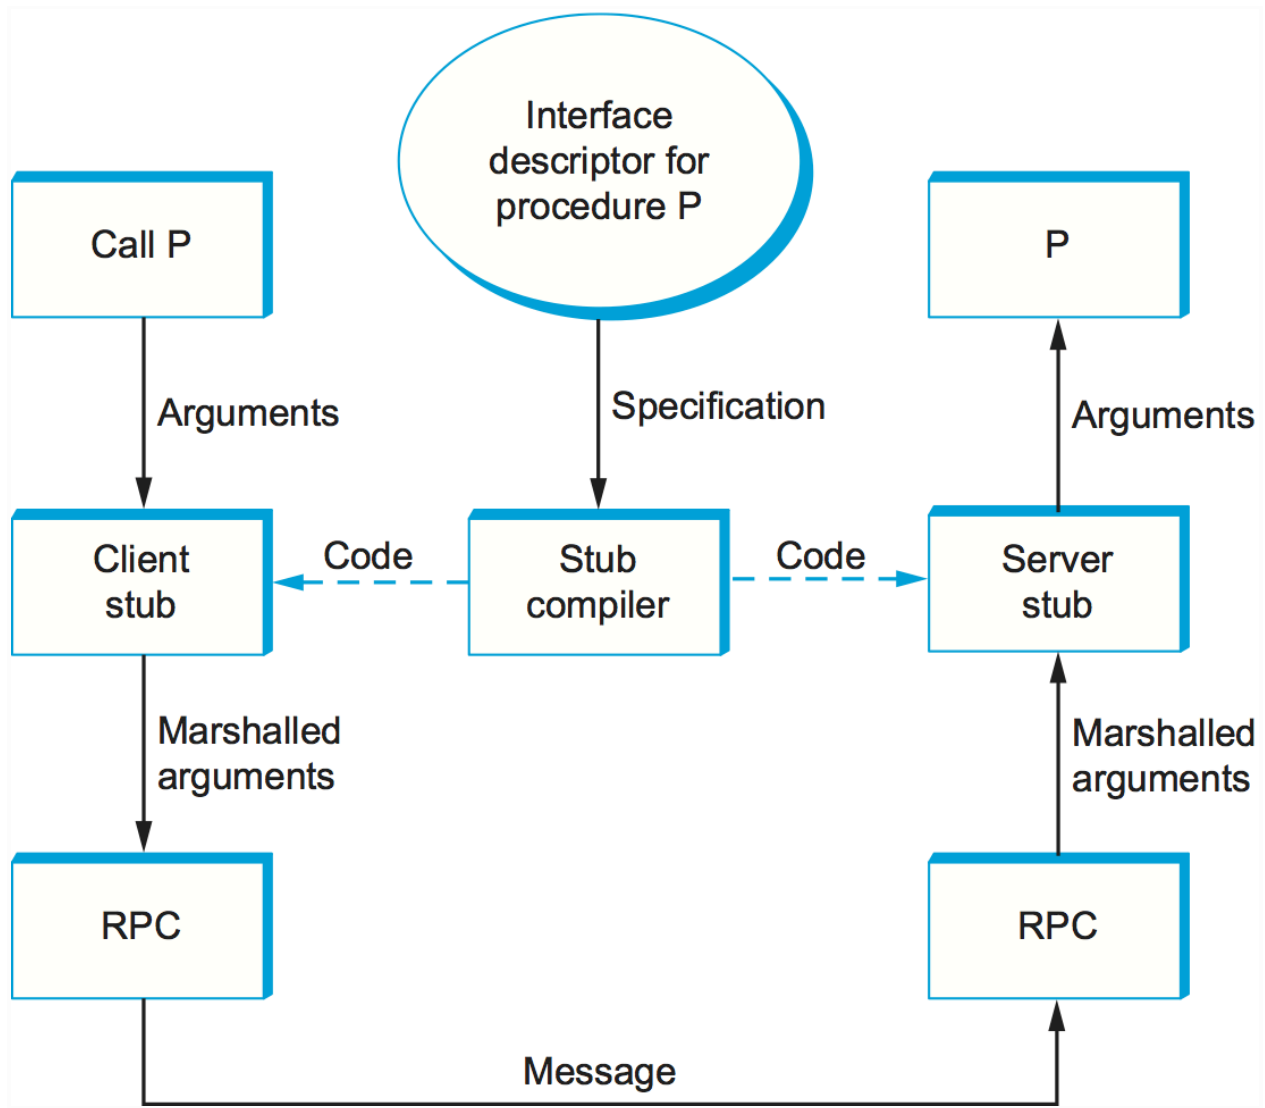 Interface
descriptor for
procedure P
Call P
P
Arguments
Specification
Arguments
Client
stub
Code
Stub
compiler
Code
Server
stub
Marshalled
arguments
Marshalled
arguments
RPC
RPC
Message